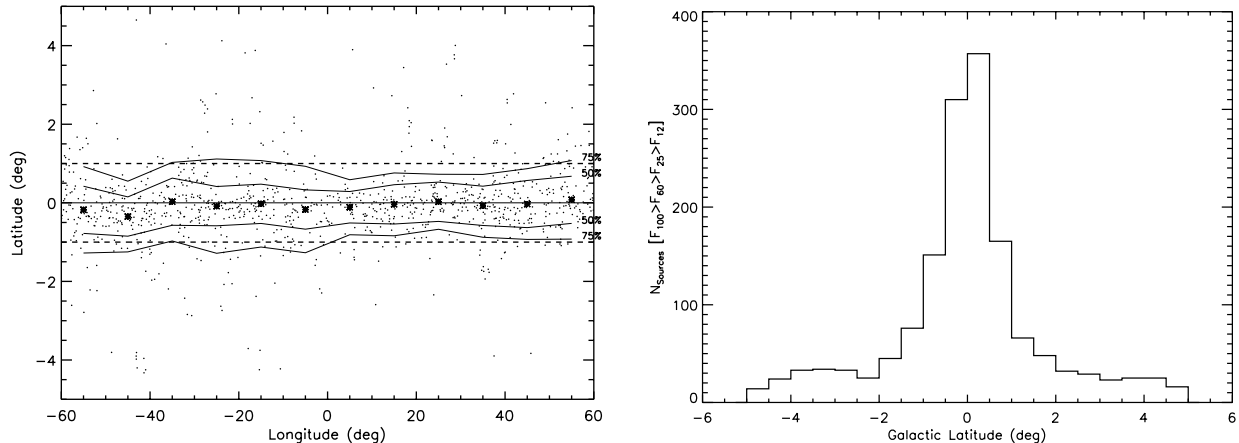 4
2
0
−2
−4
Latitude (deg)
75%
50%
50%
75%
−60 −40 −20 0 20 40 60
Longitude (deg)
400
300
200
100
0
N_Sources [F_100>F_60>F_25>F_12]
−6 −4 −2 0 2 4 6
Galactic Latitude (deg)